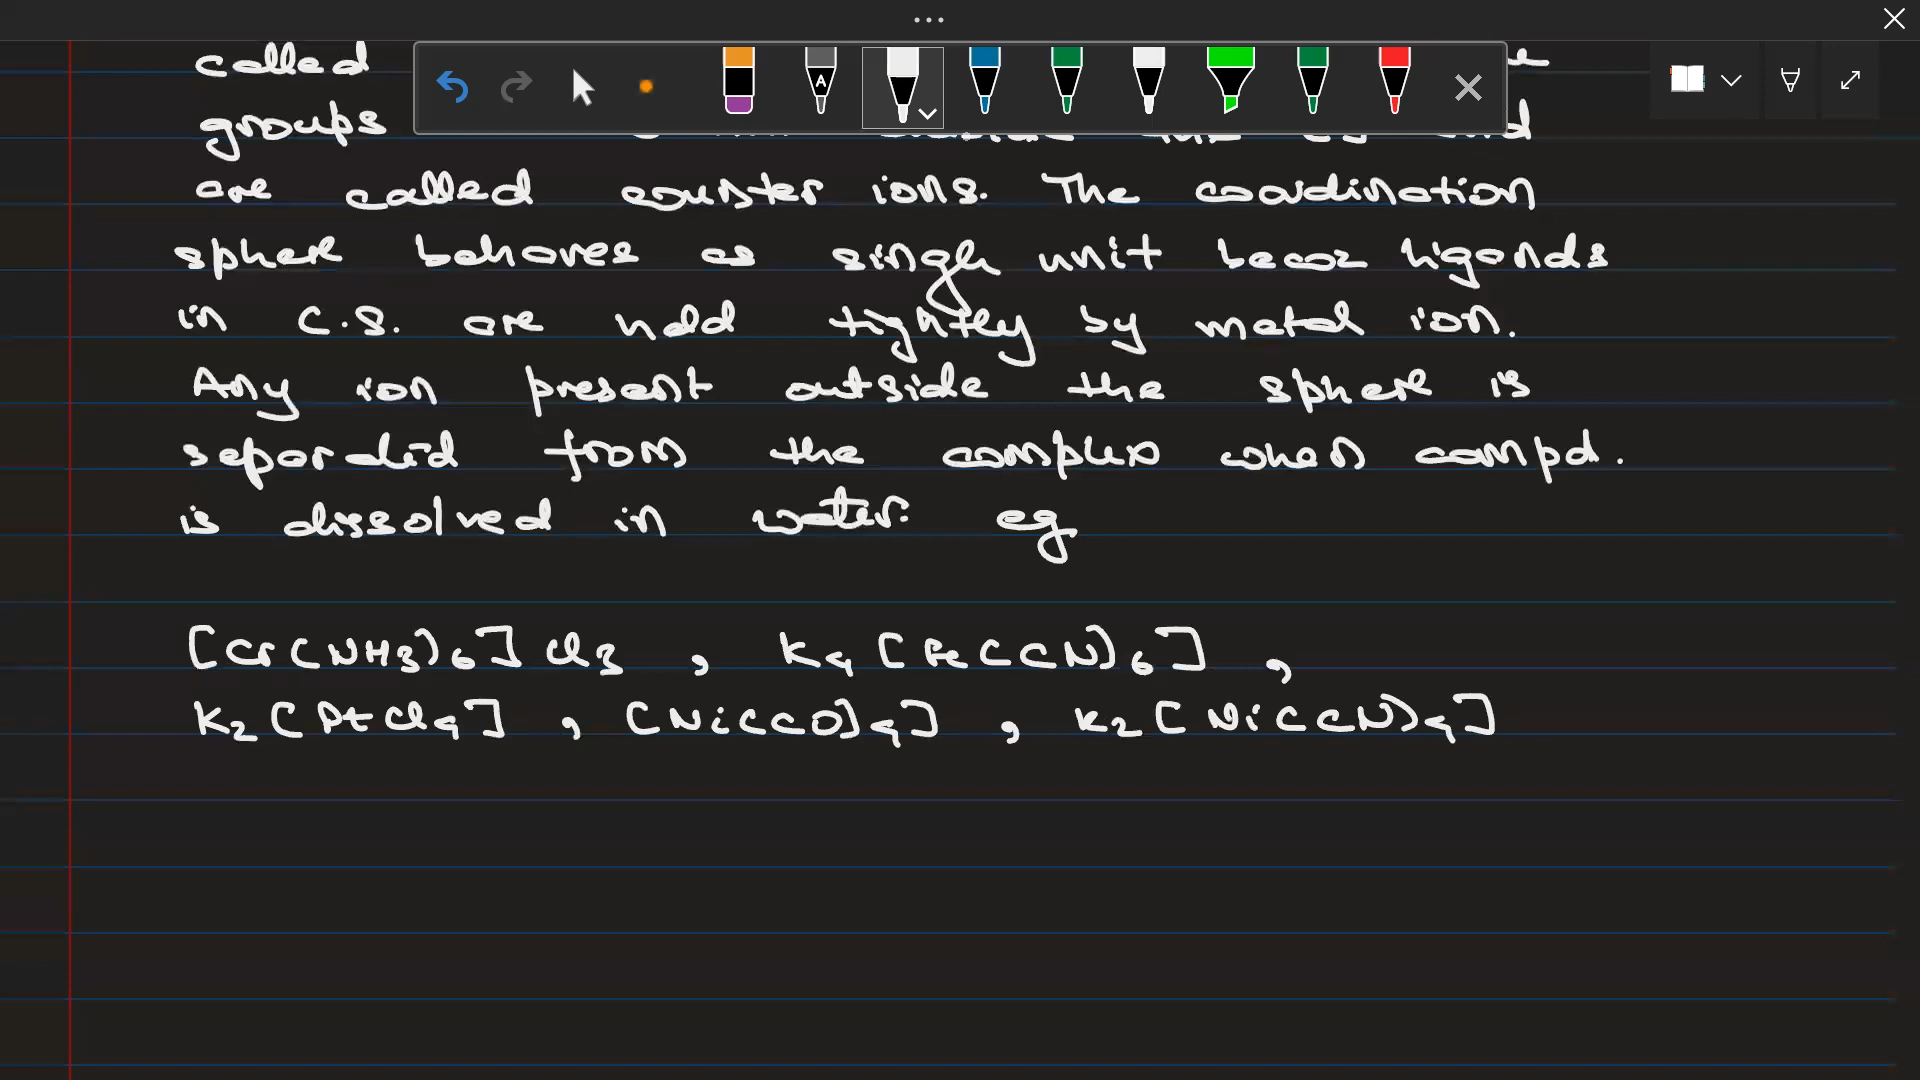 called
groups
are called counter ions. The coordination
sphere behaves as single unit becoz ligands
in C.S. are held tightly by metal ion.
Any ion present outside the sphere is
separated from the complex when compd.
is dissolved in water. eg
[Cr(NH3)6]Cl3 , K4[Fe(CN)6] ,
K2[PtCl4] , [Ni(CO)4] , K2[Ni(CN)4]